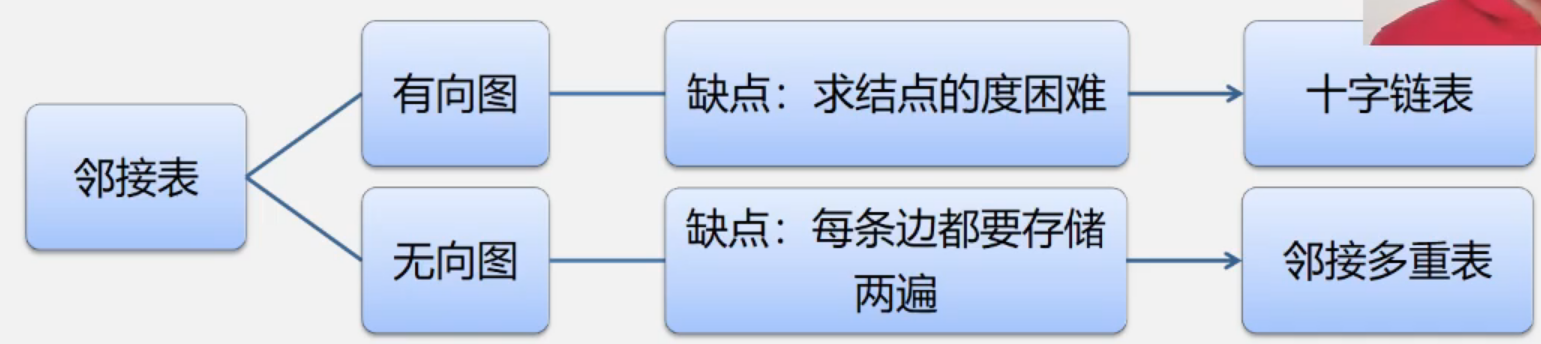 邻接表
有向图
缺点：求结点的度困难
十字链表
无向图
缺点：每条边都要存储
两遍
邻接多重表